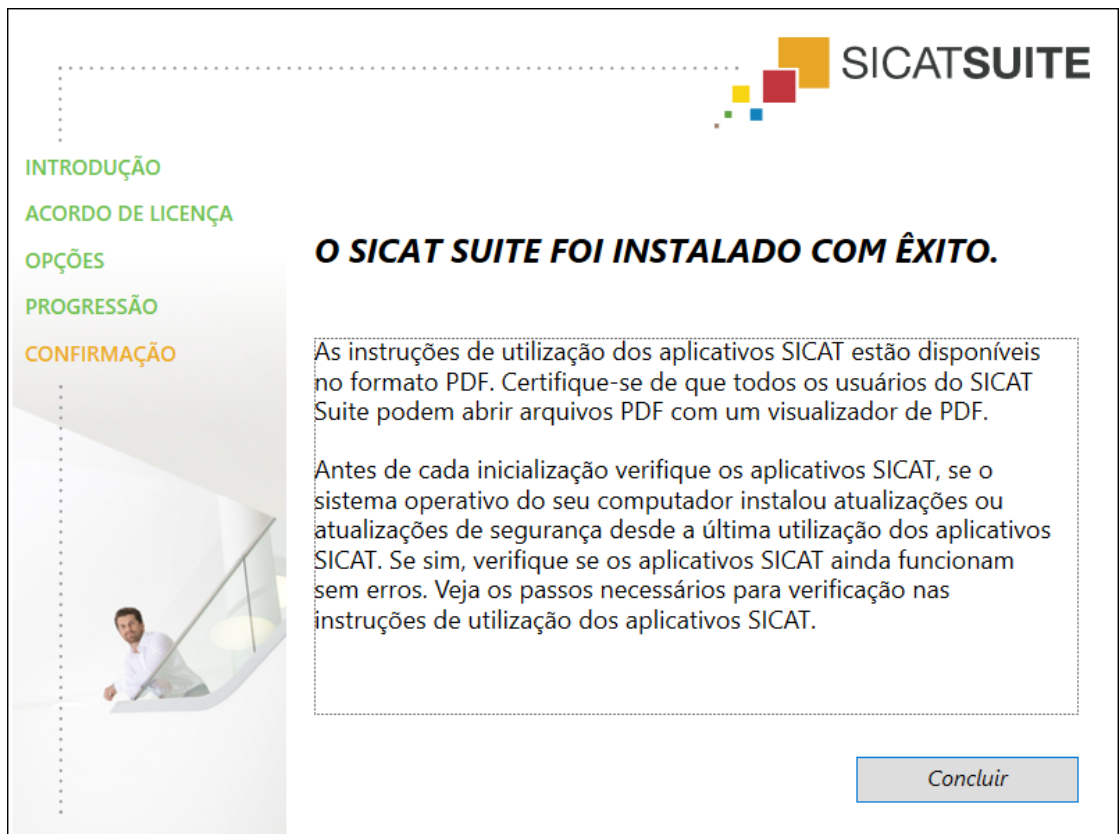 SICATSUITE
INTRODUÇÃO
ACORDO DE LICENÇA
OPÇÕES
PROGRESSÃO
CONFIRMAÇÃO
O SICAT SUITE FOI INSTALADO COM ÊXITO.
As instruções de utilização dos aplicativos SICAT estão disponíveis
no formato PDF. Certifique-se de que todos os usuários do SICAT
Suite podem abrir arquivos PDF com um visualizador de PDF.
Antes de cada inicialização verifique os aplicativos SICAT, se o
sistema operativo do seu computador instalou atualizações ou
atualizações de segurança desde a última utilização dos aplicativos
SICAT. Se sim, verifique se os aplicativos SICAT ainda funcionam
sem erros. Veja os passos necessários para verificação nas
instruções de utilização dos aplicativos SICAT.
Concluir